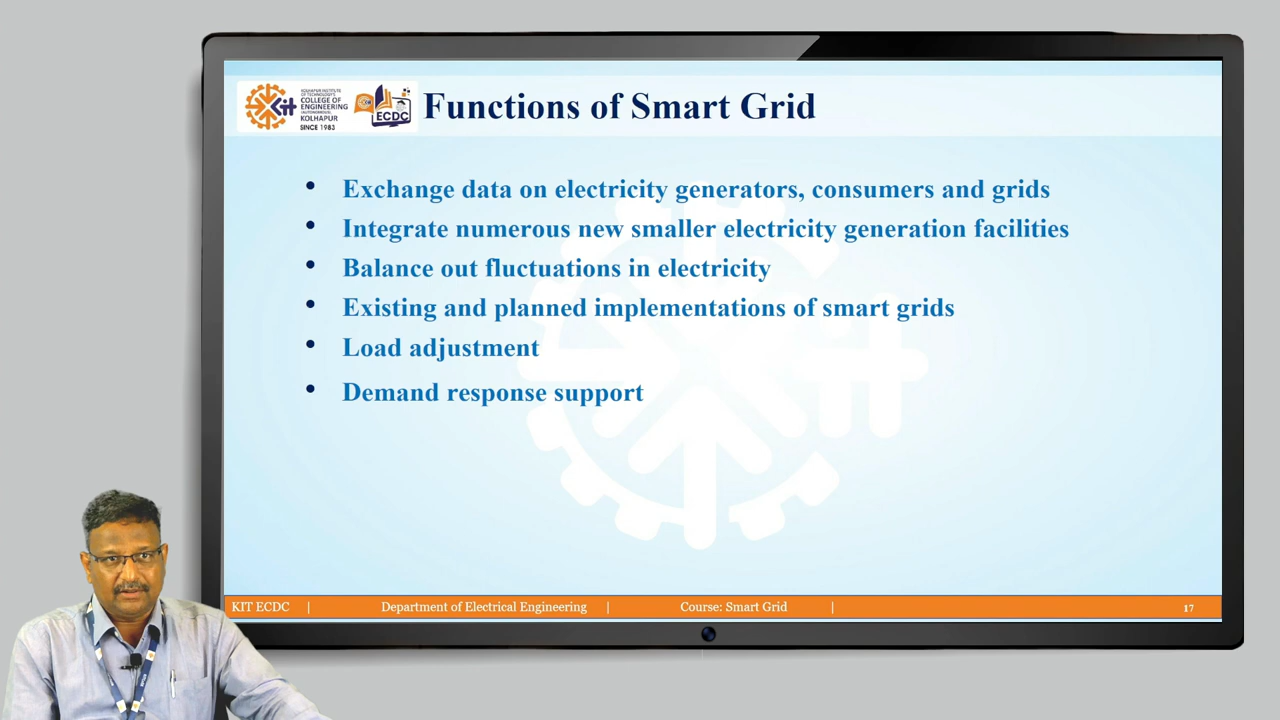 KOLHAPUR INSTITUTE
OF TECHNOLOGY'S
COLLEGE OF
ENGINEERING
(AUTONOMOUS)
KOLHAPUR
SINCE 1983
KIT
ECDC
Functions of Smart Grid
• Exchange data on electricity generators, consumers and grids
• Integrate numerous new smaller electricity generation facilities
• Balance out fluctuations in electricity
• Existing and planned implementations of smart grids
• Load adjustment
• Demand response support
KIT ECDC | Department of Electrical Engineering | Course: Smart Grid | 17